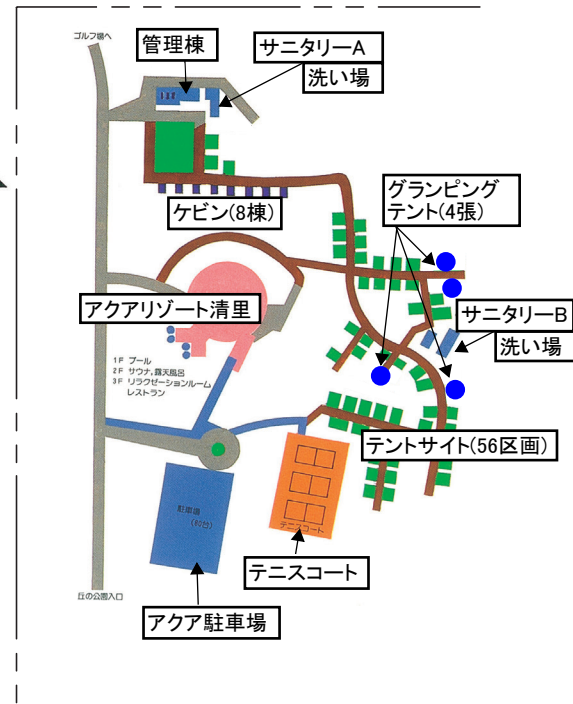 ゴルフ場へ
管理棟
サニタリーA
洗い場
グランピング
テント(4張)
ケビン(8棟)
アクアリゾート清里
サニタリーB
洗い場
1F プール
2F サウナ,露天風呂
3F リラクゼーションルーム
レストラン
テントサイト(56区画)
駐車場
テニスコート
テニスコート
丘の公園入口
アクア駐車場